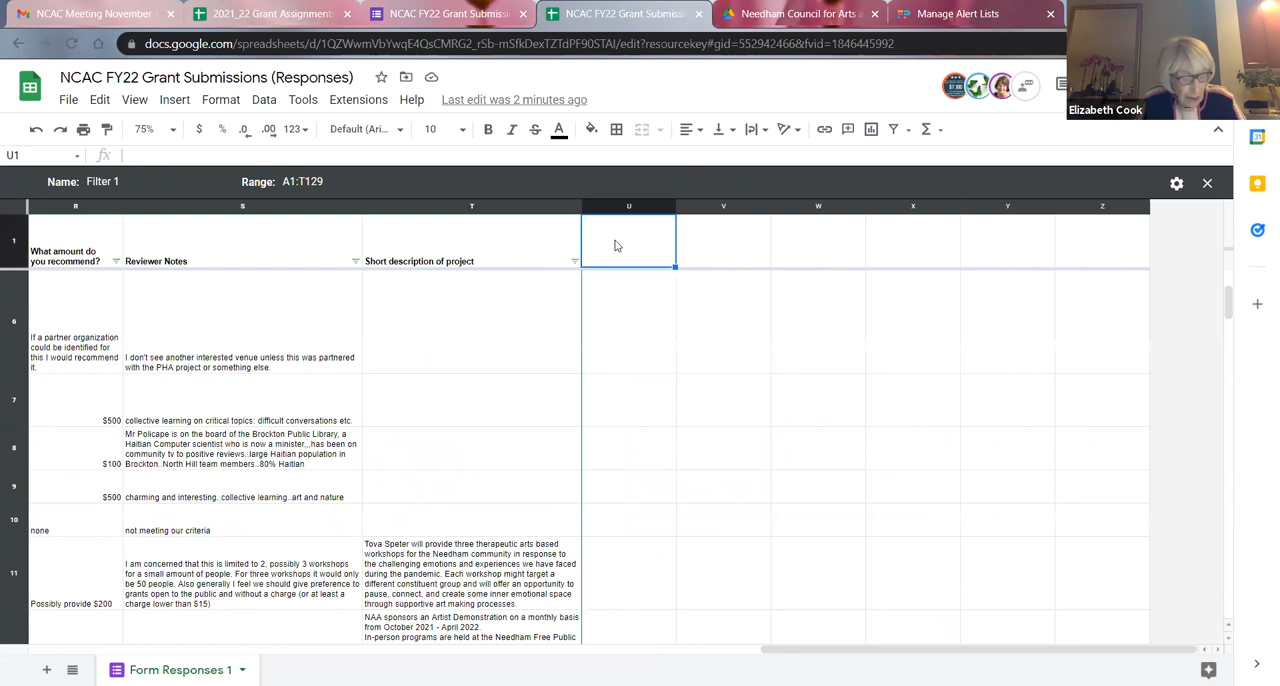 NCAC Meeting November
2021_22 Grant Assignments
NCAC FY22 Grant Submissi
NCAC FY22 Grant Submissi
Needham Council for Arts a
Manage Alert Lists
docs.google.com/spreadsheets/d/1QZWwmVbYwqE4QsCMRG2_rSb-mSfkDexTZTdPF90STAI/edit?resourcekey#gid=552942466&fvid=1846445992
Elizabeth Cook
NCAC FY22 Grant Submissions (Responses)
File Edit View Insert Format Data Tools Extensions Help Last edit was 2 minutes ago
75% $ % .0 .00 123 Default (Ari... 10 B I S A
U1 fx
Name: Filter 1 Range: A1:T129
R S T U V W X Y Z
1
What amount do
you recommend? Reviewer Notes Short description of project
6
If a partner organization
could be identified for
this I would recommend
it.
I don't see another interested venue unless this was partnered
with the PHA project or something else.
7
$500 collective learning on critical topics: difficult conversations etc.
8
$100
Mr Policape is on the board of the Brockton Public Library, a
Haitian Computer scientist who is now a minister,,,has been on
community tv to positive reviews..large Haitian population in
Brockton..North Hill team members..80% Haitian
9
$500 charming and interesting..collective learning..art and nature
10
none not meeting our criteria
11
Possibly provide $200
I am concerned that this is limited to 2, possibly 3 workshops
for a small amount of people. For three workshops it would only
be 50 people. Also generally I feel we should give preference to
grants open to the public and without a charge (or at least a
charge lower than $15)
Tova Speter will provide three therapeutic arts based
workshops for the Needham community in response to
the challenging emotions and experiences we have faced
during the pandemic. Each workshop might target a
different constituent group and will offer an opportunity to
pause, connect, and create some inner emotional space
through supportive art making processes.
NAA sponsors an Artist Demonstration on a monthly basis
from October 2021 - April 2022.
In-person programs are held at the Needham Free Public
Form Responses 1